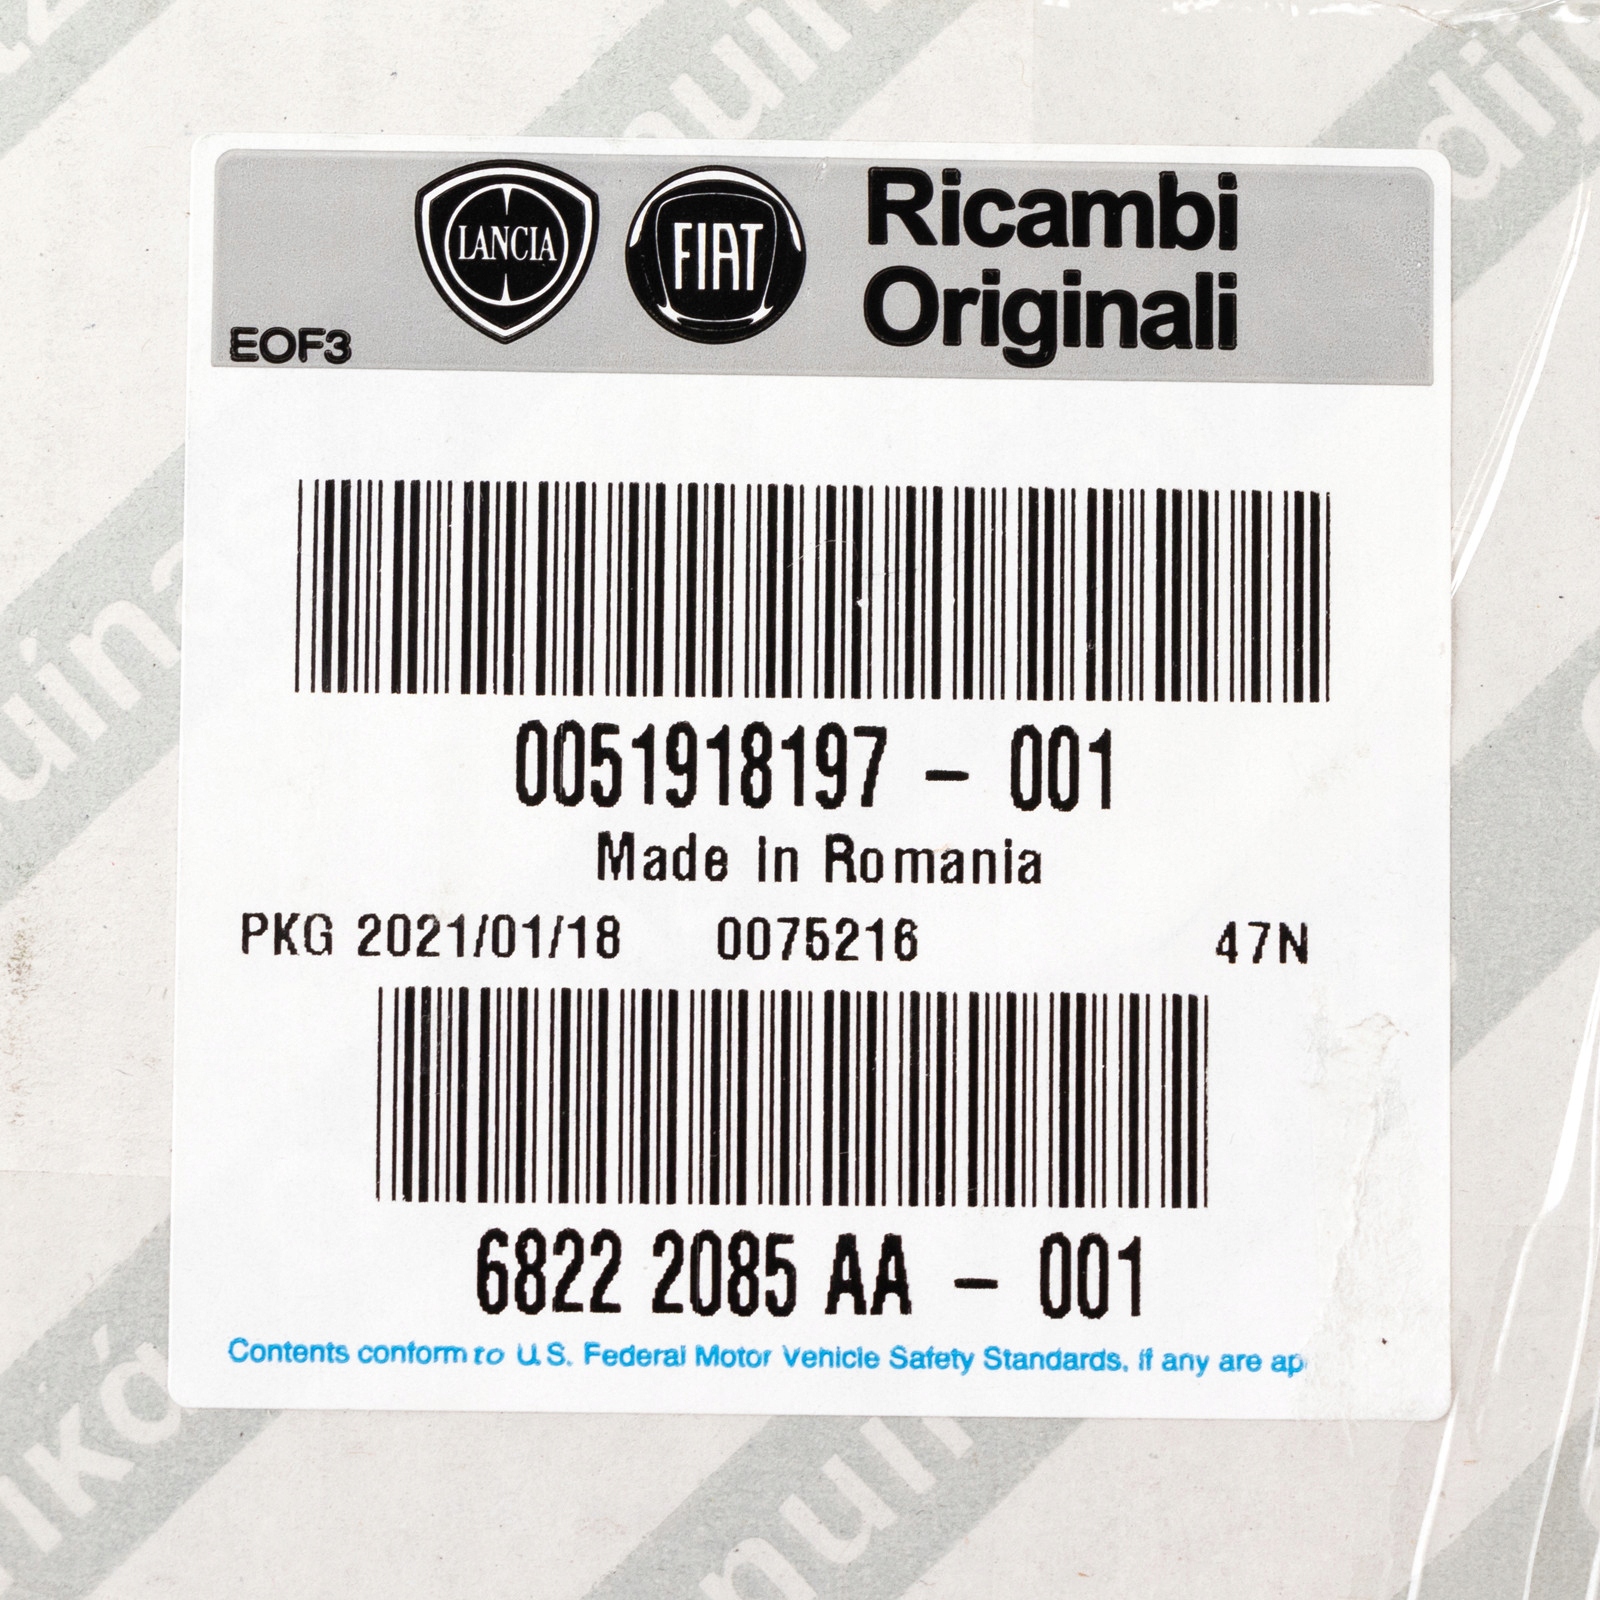 LANCIA
FIAT
Ricambi
Originali
EOF3
0051918197 - 001
Made In Romania
PKG 2021/01/18 0075216 47N
6822 2085 AA - 001
Contents conform to U.S. Federal Motor Vehicle Safety Standards, if any are ap